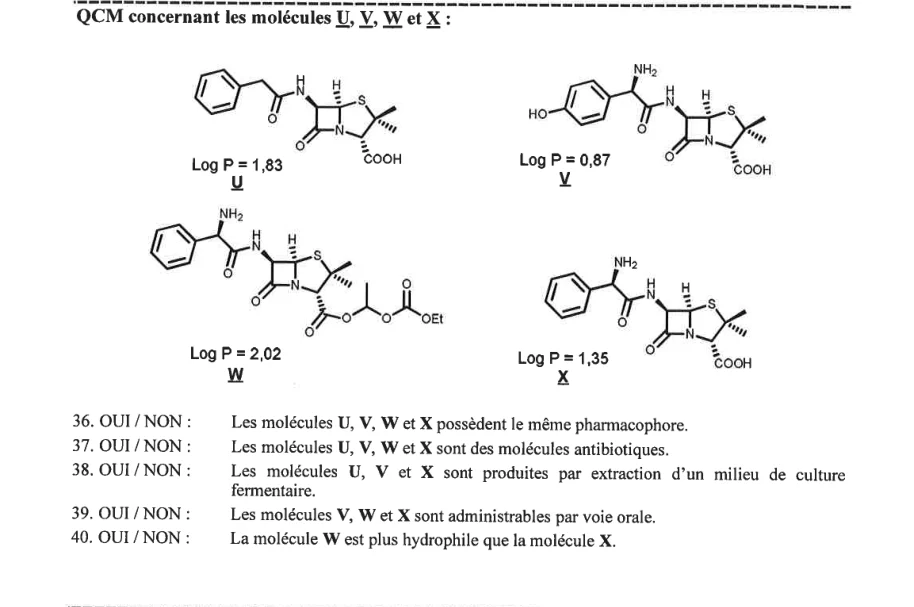 QCM concernant les molécules U, V, W et X :
H
N
H
S
O
O
N
COOH
Log P = 1,83
U
NH2
HO
H
N
H
S
O
O
N
COOH
Log P = 0,87
V
NH2
H
N
H
S
O
O
N
O
O
O
O
OEt
Log P = 2,02
W
NH2
H
N
H
S
O
O
N
COOH
Log P = 1,35
X
36. OUI / NON : Les molécules U, V, W et X possèdent le même pharmacophore.
37. OUI / NON : Les molécules U, V, W et X sont des molécules antibiotiques.
38. OUI / NON : Les molécules U, V et X sont produites par extraction d'un milieu de culture
fermentaire.
39. OUI / NON : Les molécules V, W et X sont administrables par voie orale.
40. OUI / NON : La molécule W est plus hydrophile que la molécule X.